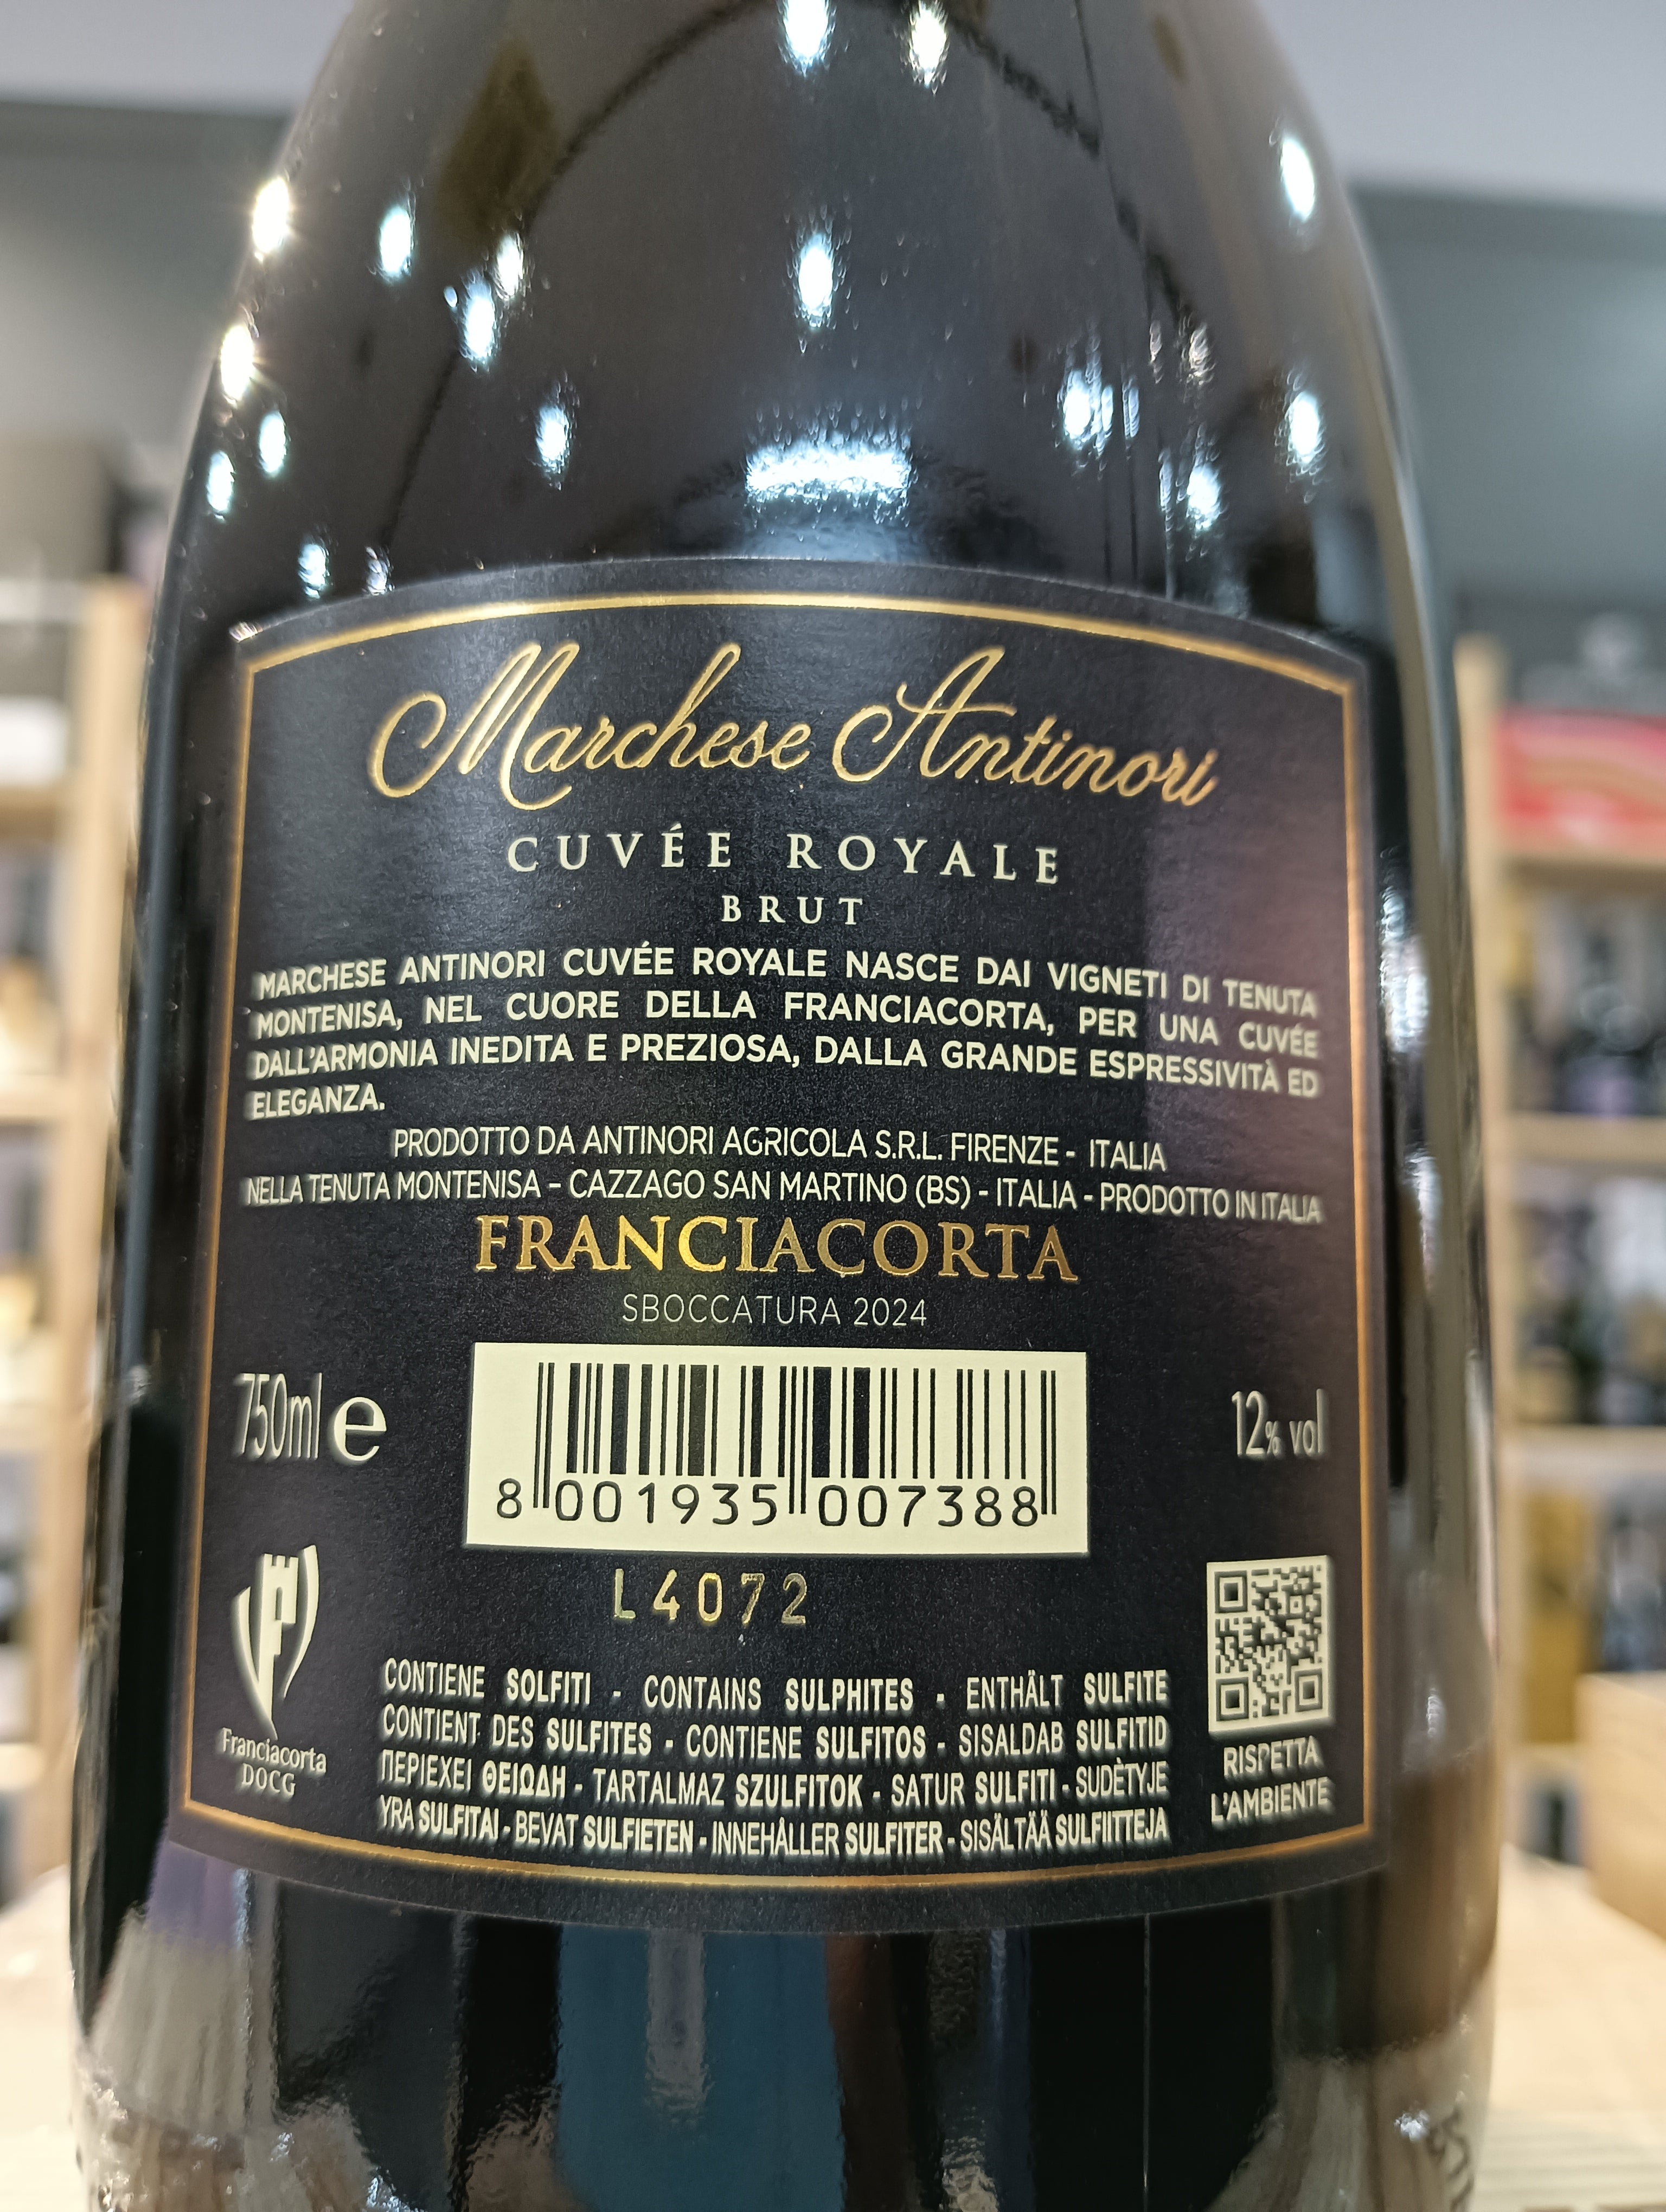 Marchese Antinori
CUVÉE ROYALE
BRUT
MARCHESE ANTINORI CUVÉE ROYALE NASCE DAI VIGNETI DI TENUTA
MONTENISA, NEL CUORE DELLA FRANCIACORTA, PER UNA CUVÉE
DALL'ARMONIA INEDITA E PREZIOSA, DALLA GRANDE ESPRESSIVITÀ ED
ELEGANZA.
PRODOTTO DA ANTINORI AGRICOLA S.R.L. FIRENZE - ITALIA
NELLA TENUTA MONTENISA – CAZZAGO SAN MARTINO (BS) - ITALIA - PRODOTTO IN ITALIA
FRANCIACORTA
SBOCCATURA 2024
750ml e
12% vol
8 001935 007388
L4072
Franciacorta
DOCG
CONTIENE SOLFITI - CONTAINS SULPHITES - ENTHÄLT SULFITE
CONTIENT DES SULFITES - CONTIENE SULFITOS - SISALDAB SULFITID
ΠΕΡΙΕΧΕΙ ΘΕΙΩΔΗ - TARTALMAZ SZULFITOK - SATUR SULFITI - SUDĖTYJE
YRA SULFITAI - BEVAT SULFIETEN - INNEHÅLLER SULFITER - SISÄLTÄÄ SULFIITTEJA
RISPETTA
L'AMBIENTE